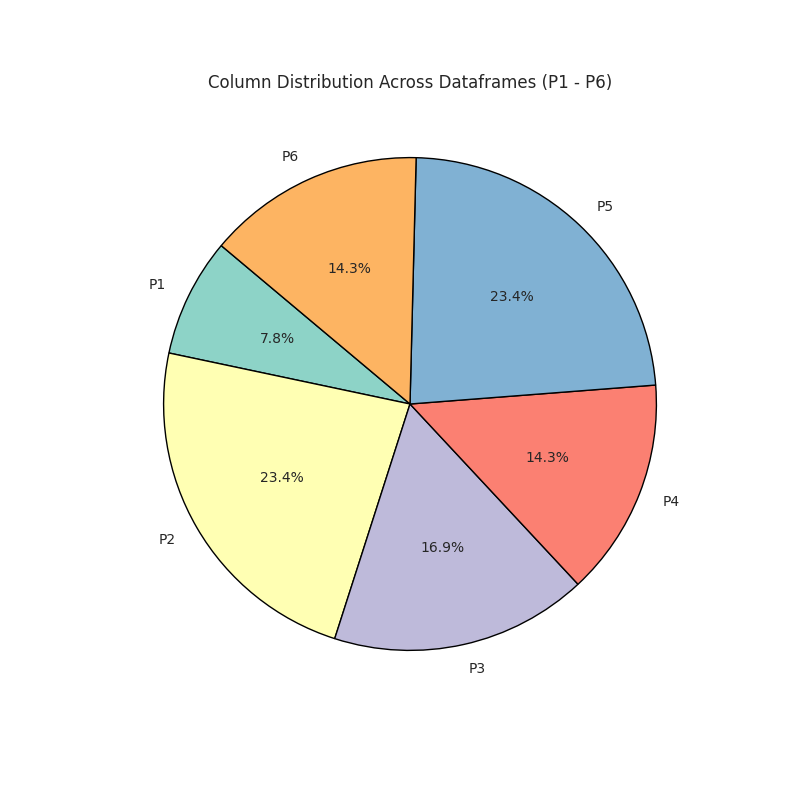 Column Distribution Across Dataframes (P1 - P6)
P6
P5
14.3%
23.4%
P1
7.8%
14.3%
P4
23.4%
P2
16.9%
P3